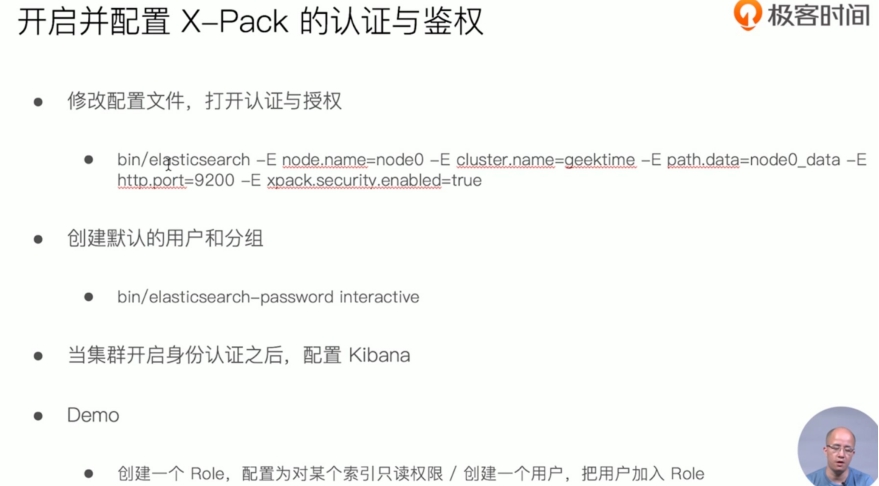 开启并配置 X-Pack 的认证与鉴权
极客时间
● 修改配置文件，打开认证与授权
● bin/elasticsearch -E node.name=node0 -E cluster.name=geektime -E path.data=node0_data -E
http.port=9200 -E xpack.security.enabled=true
● 创建默认的用户和分组
● bin/elasticsearch-password interactive
● 当集群开启身份认证之后，配置 Kibana
● Demo
● 创建一个 Role，配置为对某个索引只读权限 / 创建一个用户，把用户加入 Role